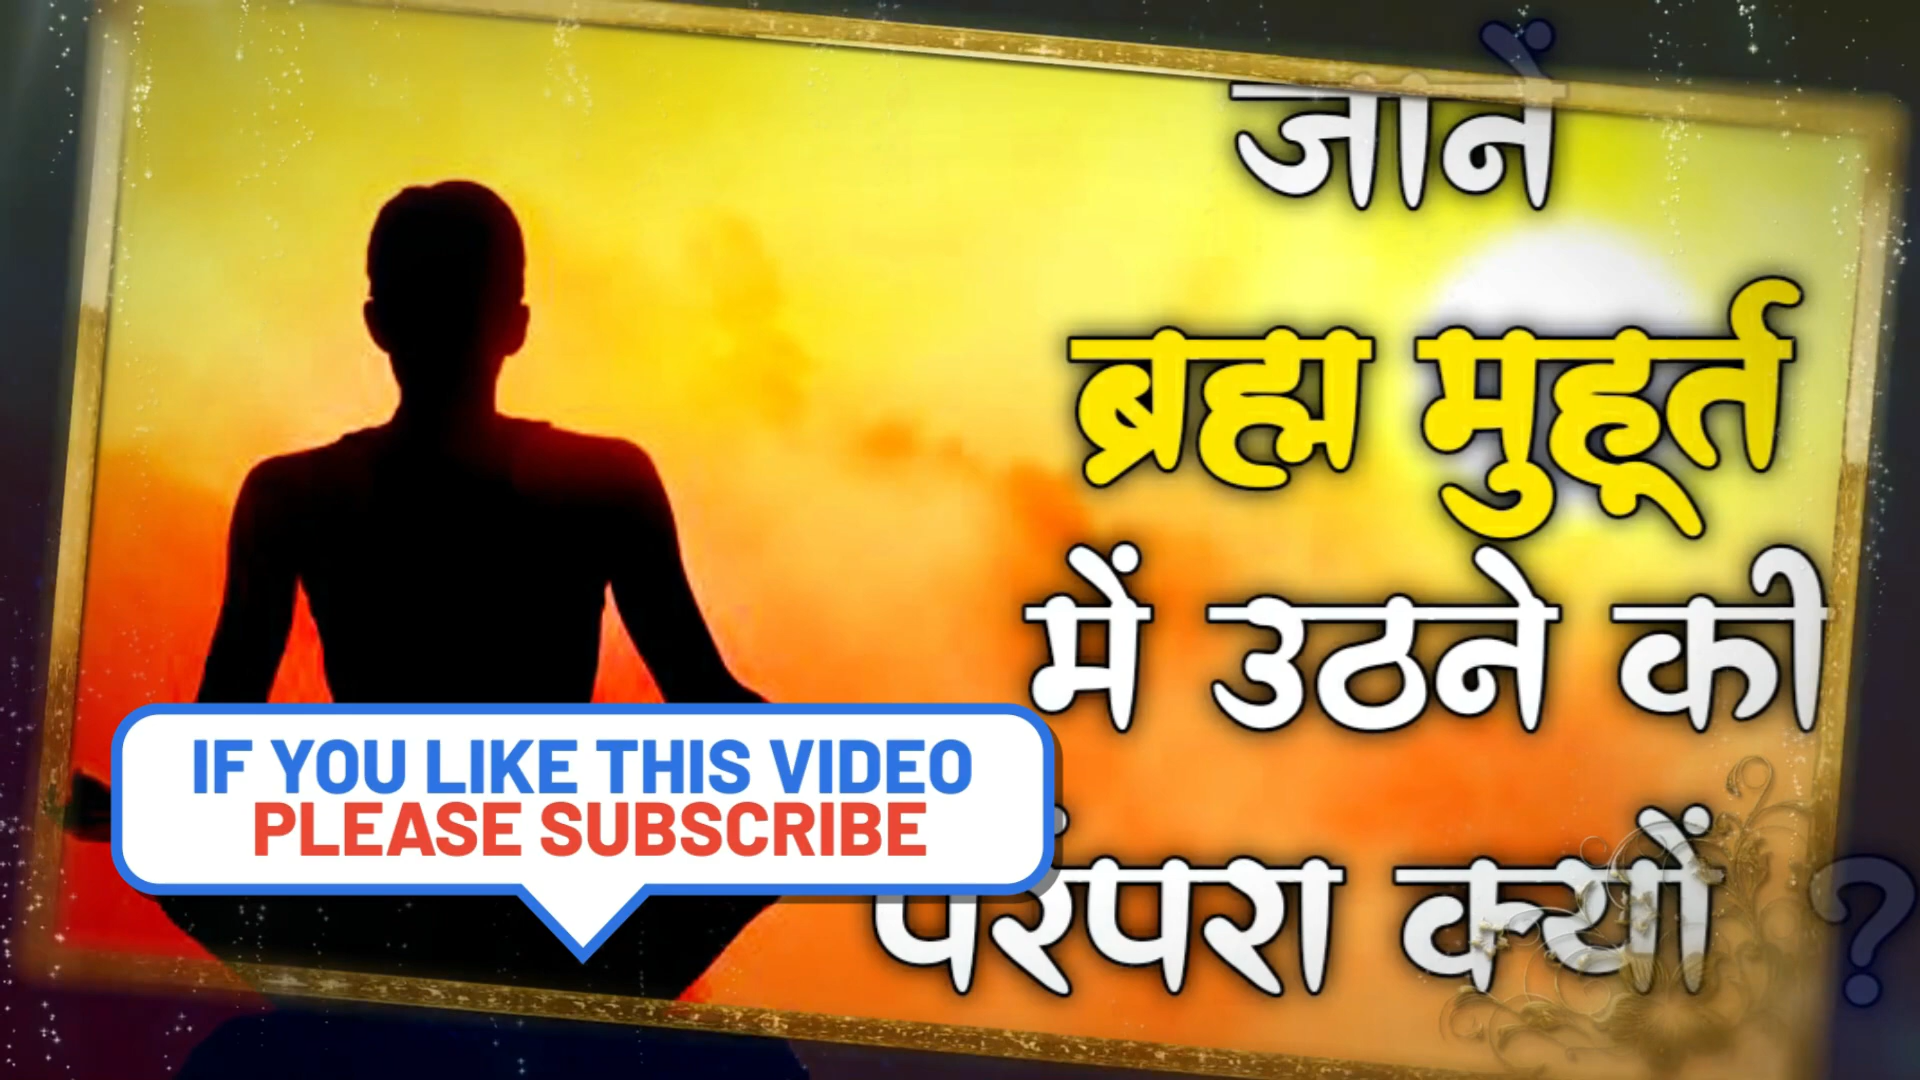 जानें
ब्रह्म मुहूर्त
में उठने की
परंपरा क्यों ?
IF YOU LIKE THIS VIDEO
PLEASE SUBSCRIBE